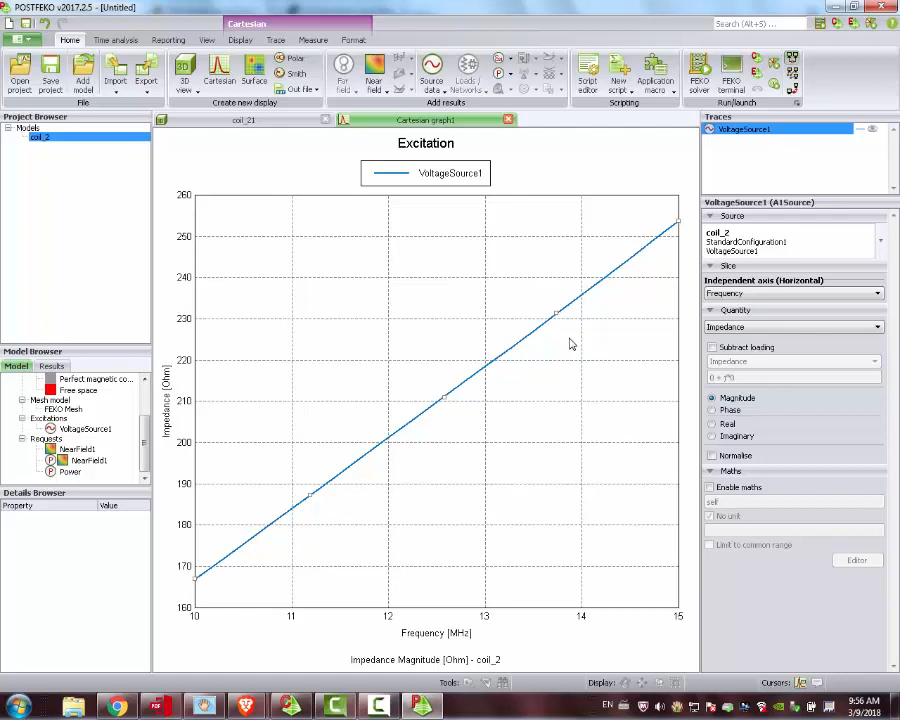 POSTFEKO v2017.2.5 - [Untitled]
Cartesian
Search (Alt+S) . . .
Home Time analysis Reporting View Display Trace Measure Format
Open project
Save project
Add model
Import
Export
3D view
Cartesian
Surface
Polar
Smith
Out file
Far field
Near field
Source data
Loads / Networks
Script editor
New script
Application macro
FEKO solver
FEKO terminal
File Create new display Add results Scripting Run/launch
Project Browser
Models
coil_2
coil_21
Cartesian graph1
Excitation
VoltageSource1
260
250
240
230
220
210
200
190
180
170
160
Impedance [Ohm]
10 11 12 13 14 15
Frequency [MHz]
Impedance Magnitude [Ohm] - coil_2
Model Browser
Model Results
Perfect magnetic co...
Free space
Mesh model
FEKO Mesh
Excitations
VoltageSource1
Requests
NearField1
P NearField1
P Power
Details Browser
Property Value
Traces
VoltageSource1
VoltageSource1 (A1Source)
Source
coil_2
StandardConfiguration1
VoltageSource1
Slice
Independent axis (Horizontal)
Frequency
Quantity
Impedance
Subtract loading
Impedance
0 + j*0
Magnitude
Phase
Real
Imaginary
Normalise
Maths
Enable maths
self
No unit
Limit to common range
Editor
Tools: Display: Cursors:
EN
9:56 AM
3/9/2018